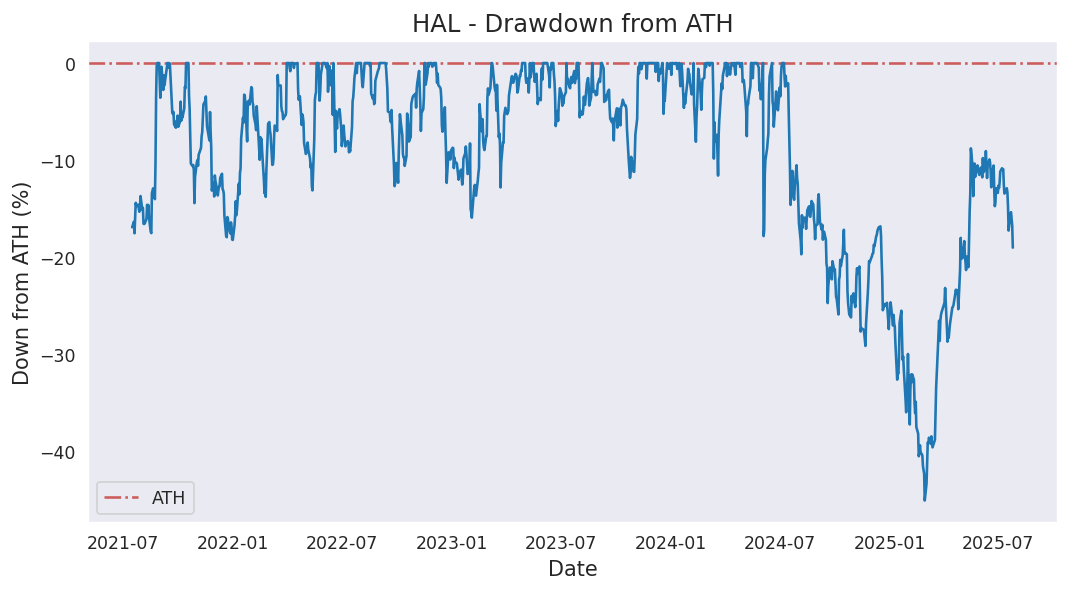 HAL - Drawdown from ATH
Down from ATH (%)
0
−10
−20
−30
−40
ATH
2021-07 2022-01 2022-07 2023-01 2023-07 2024-01 2024-07 2025-01 2025-07
Date